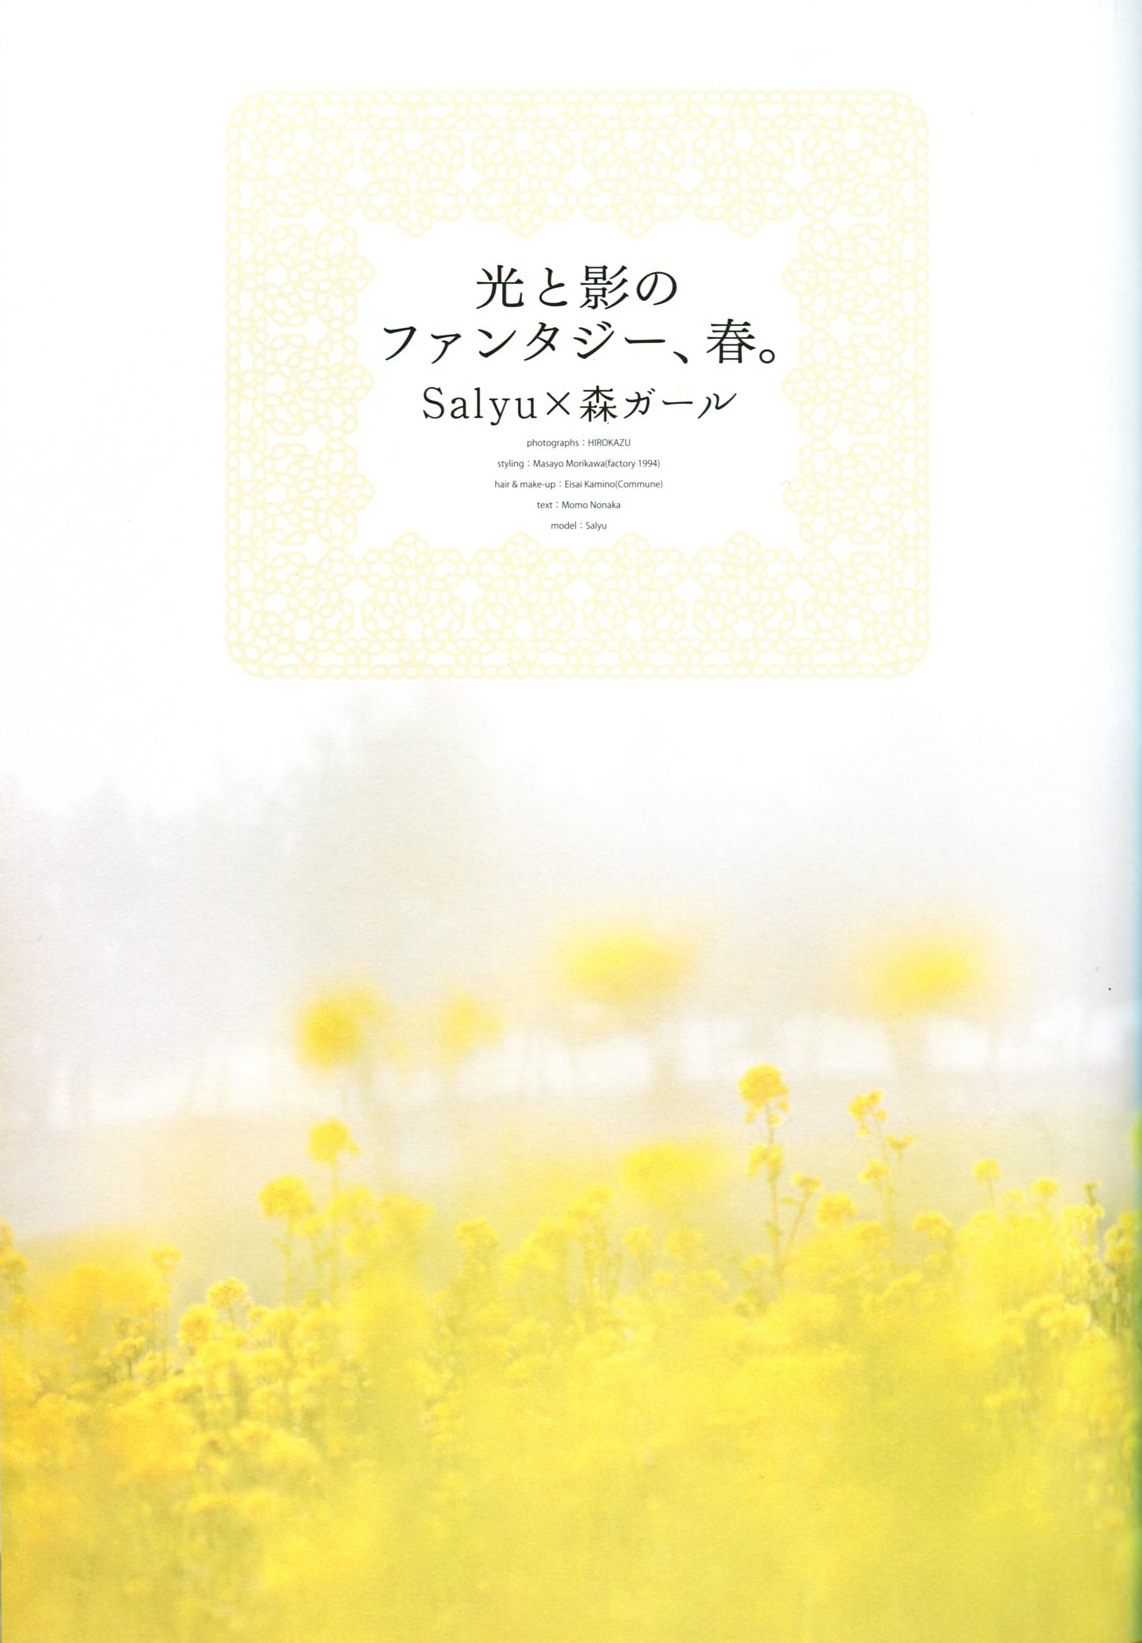 光と影の
ファンタジー、春。
Salyu×森ガール
photographs：HIROKAZU
styling：Masayo Morikawa(factory 1994)
hair & make-up：Eisai Kamino(Commune)
text：Momo Nonaka
model：Salyu